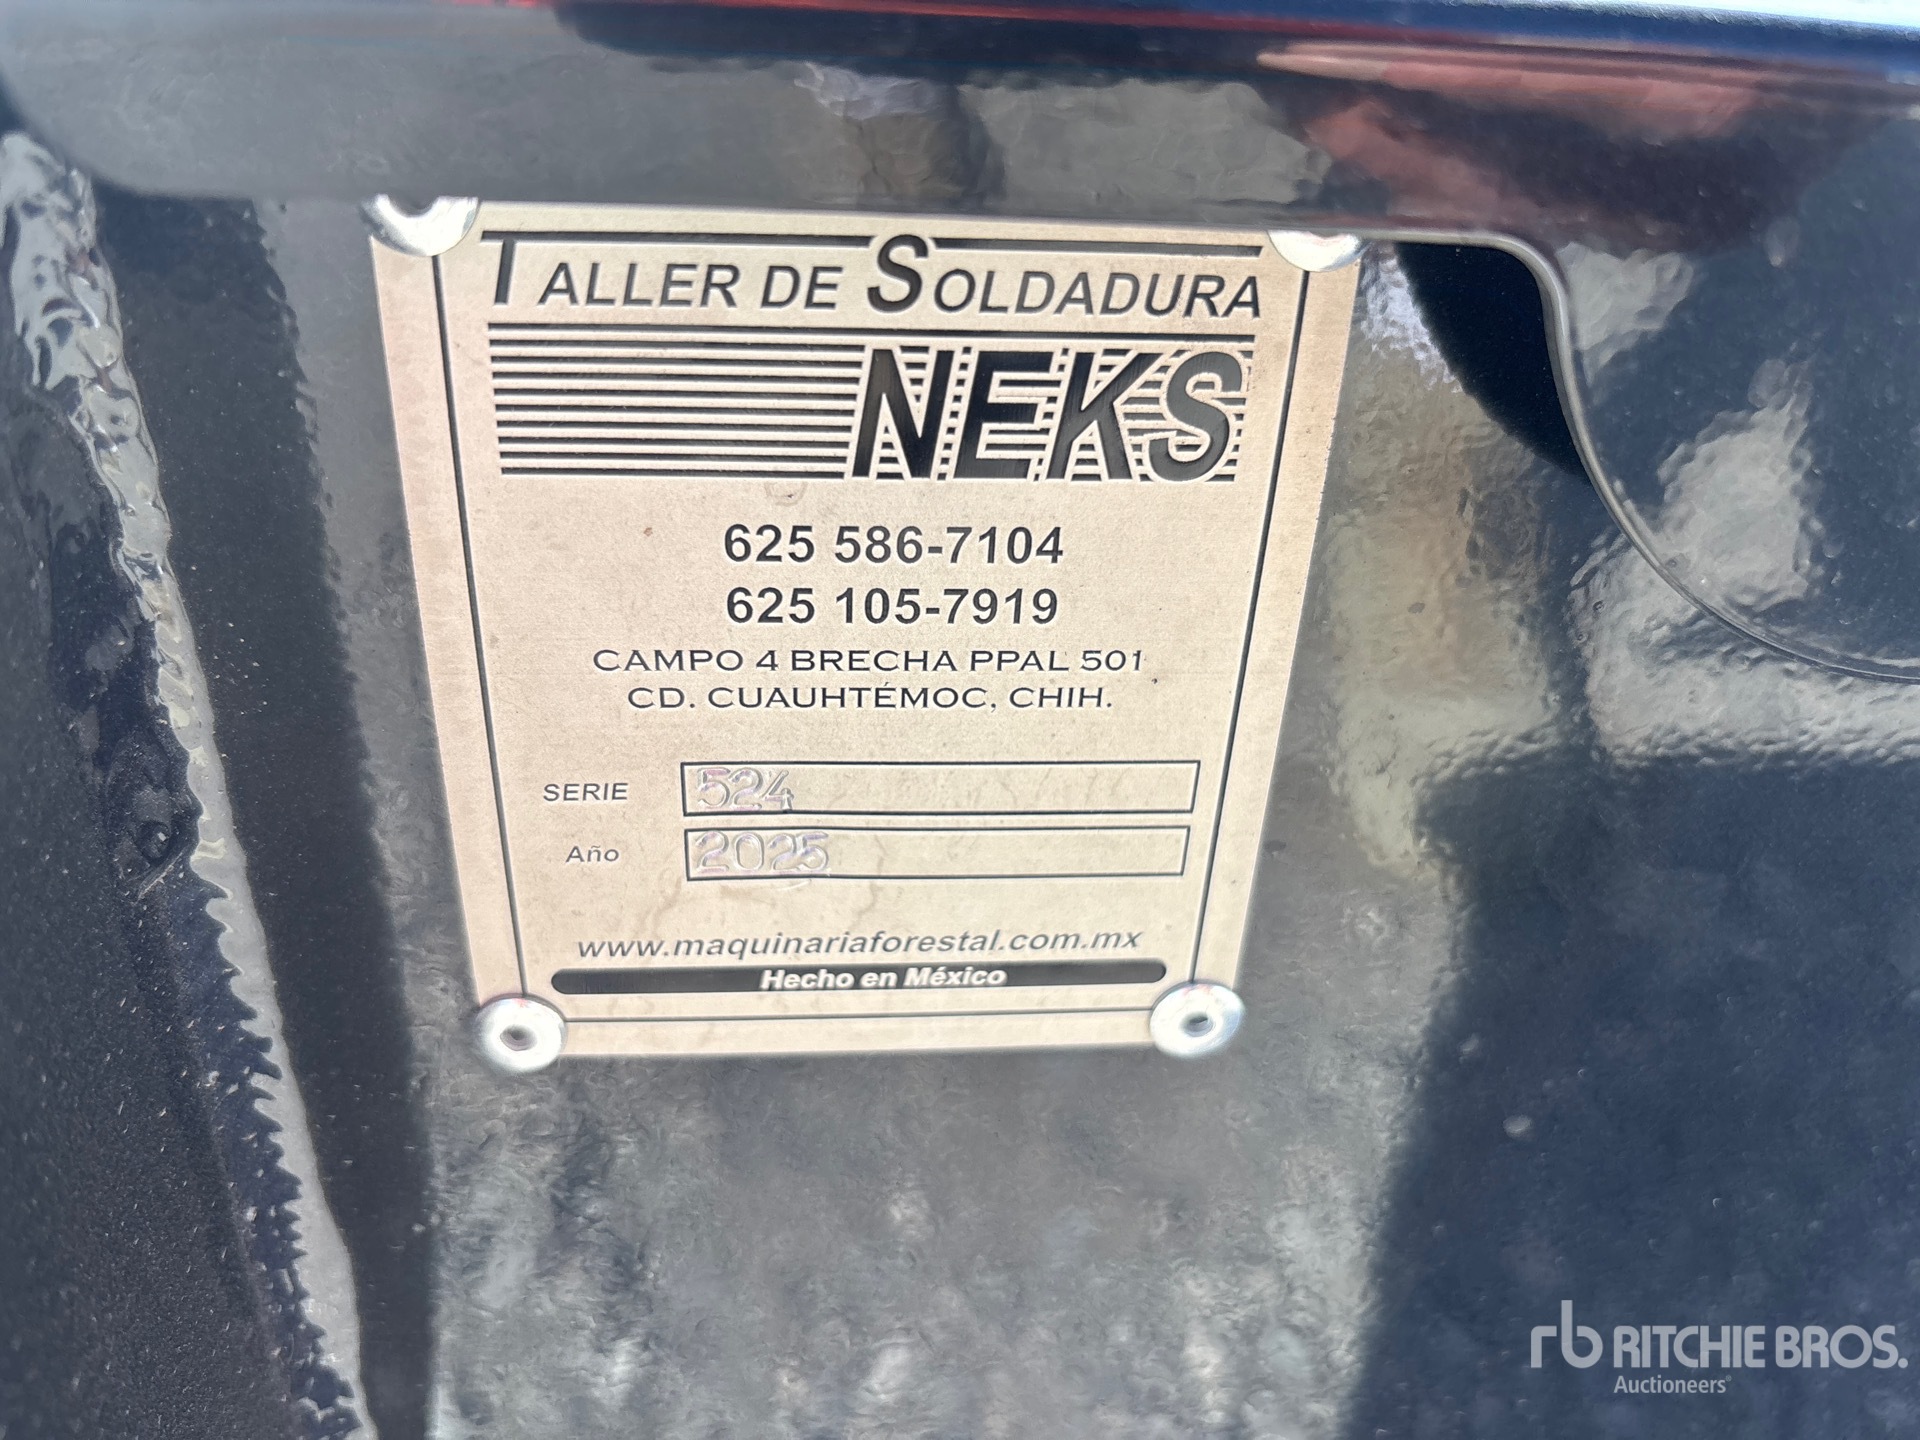 TALLER DE SOLDADURA
NEKS
625 586-7104
625 105-7919
CAMPO 4 BRECHA PPAL 501
CD. CUAUHTÉMOC, CHIH.
SERIE 524
Año 2025
www.maquinariaforestal.com.mx
Hecho en México
rb RITCHIE BROS.
Auctioneers